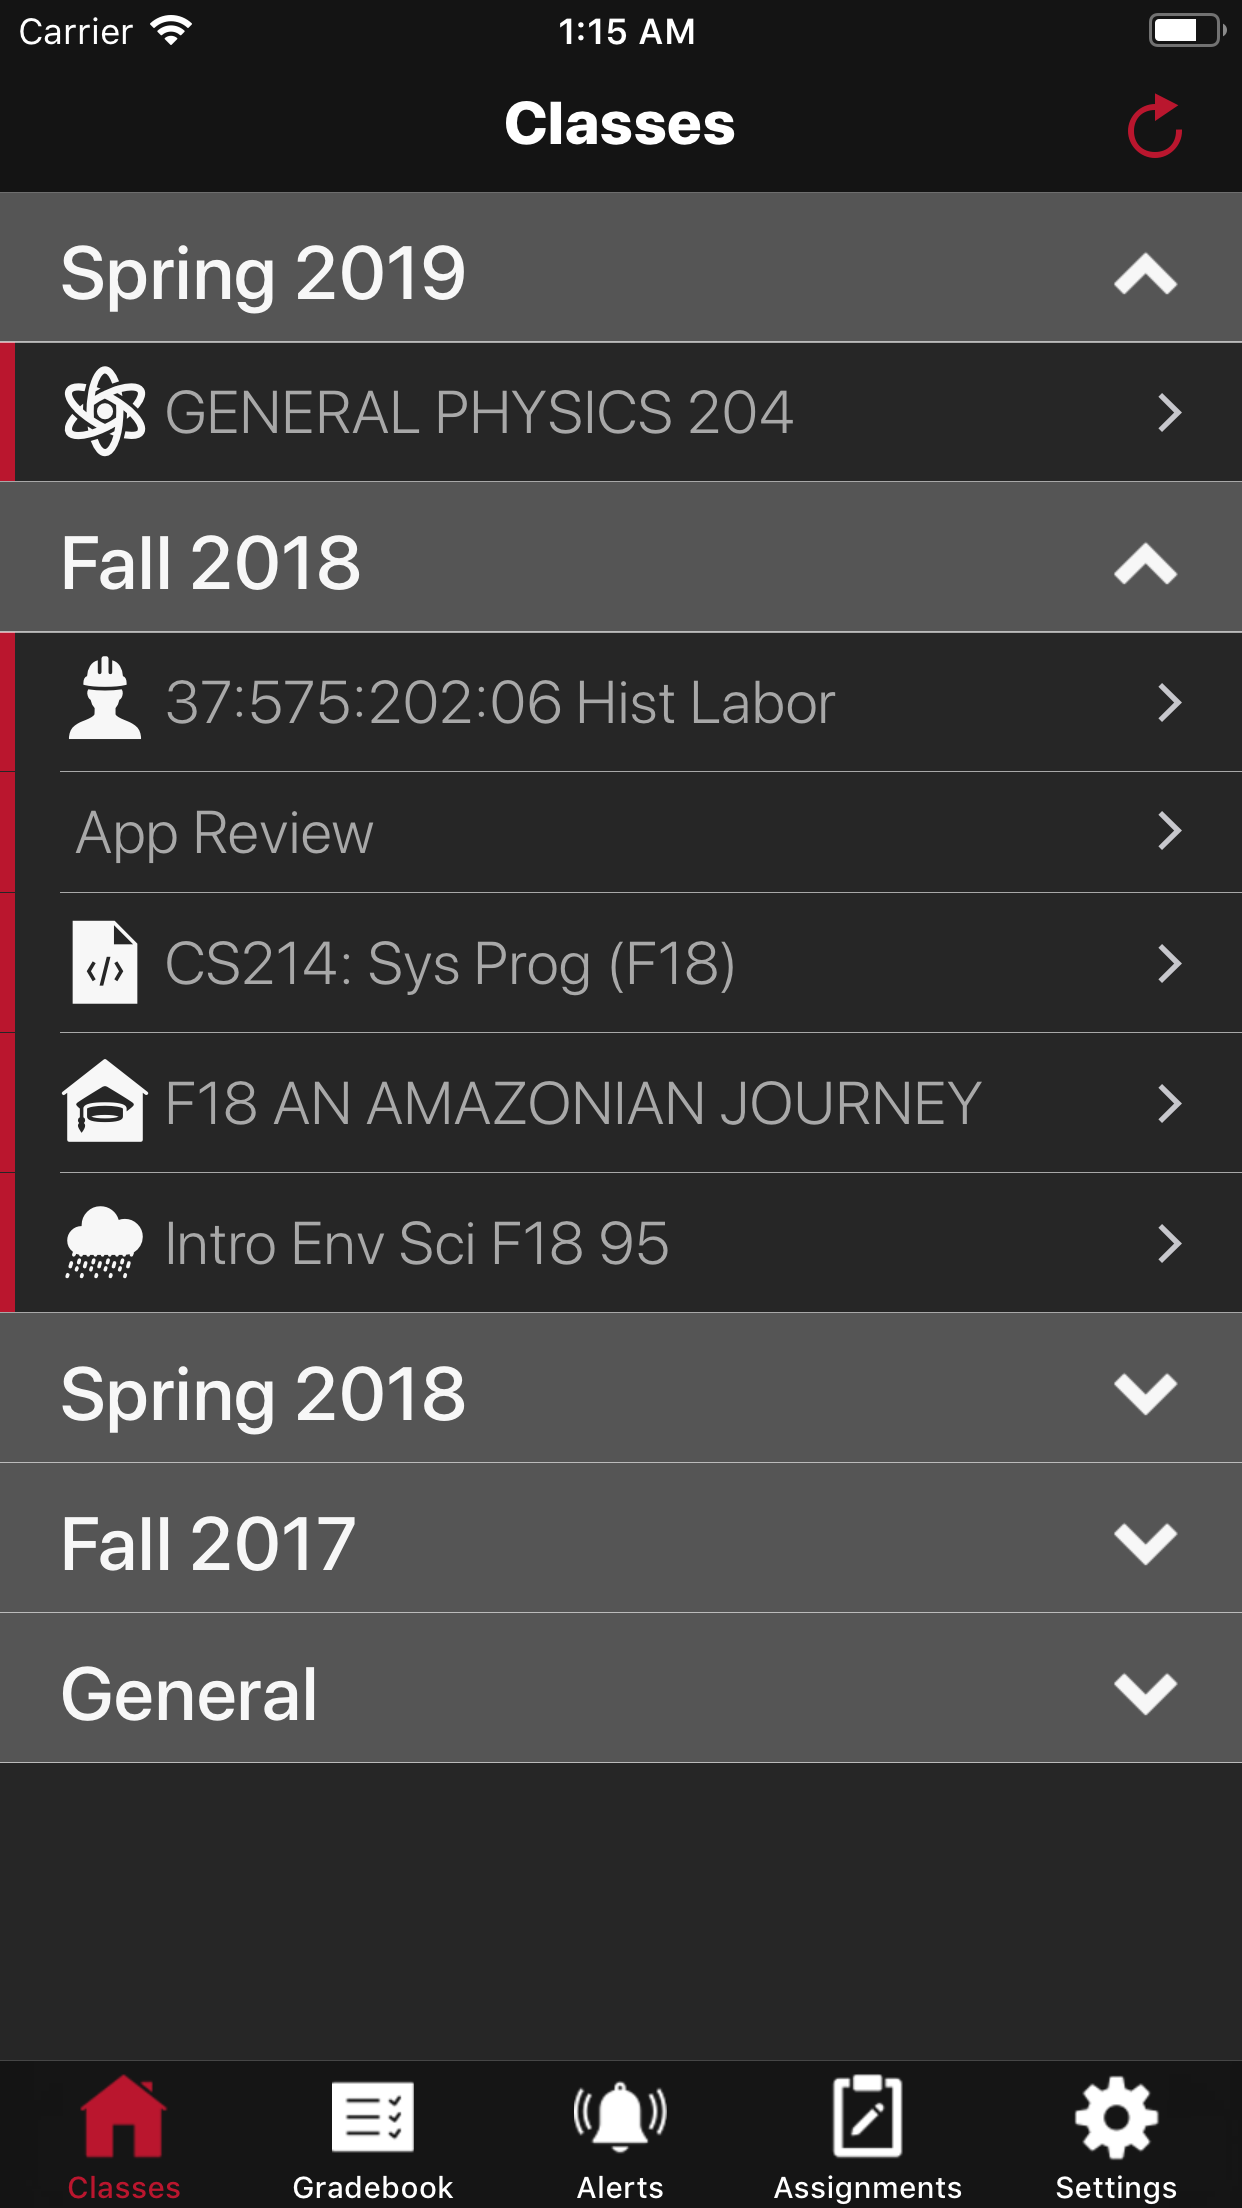 Carrier 1:15 AM
Classes
Spring 2019
GENERAL PHYSICS 204
Fall 2018
37:575:202:06 Hist Labor
App Review
</> CS214: Sys Prog (F18)
F18 AN AMAZONIAN JOURNEY
Intro Env Sci F18 95
Spring 2018
Fall 2017
General
Classes Gradebook Alerts Assignments Settings